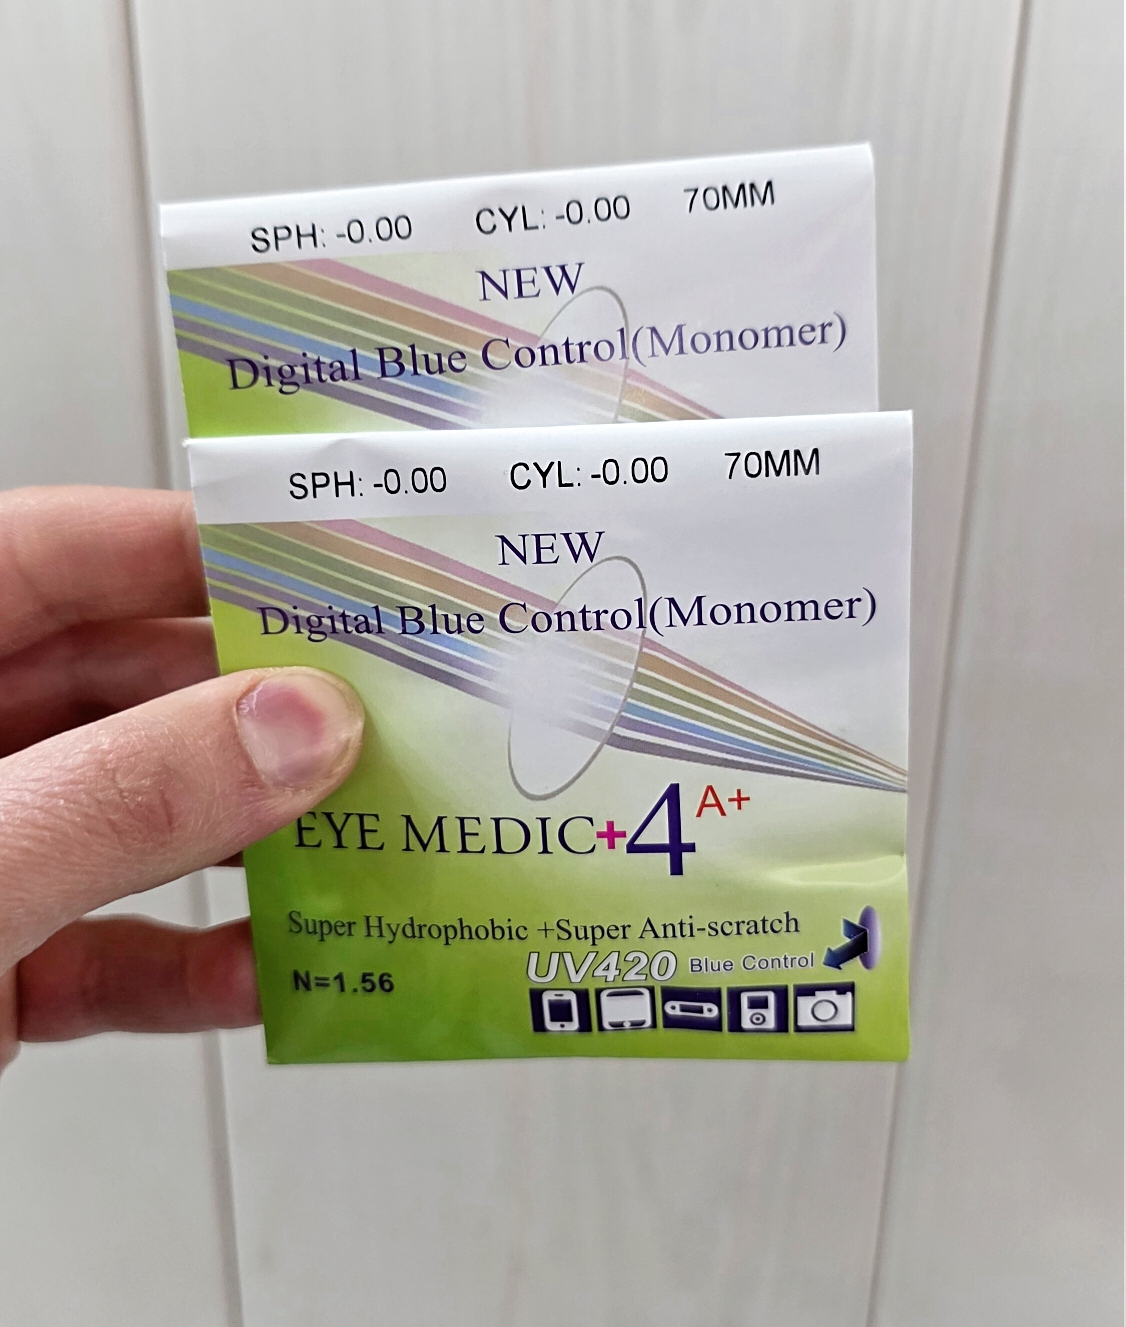 SPH: -0.00 CYL: -0.00 70MM
NEW
Digital Blue Control(Monomer)
SPH: -0.00 CYL: -0.00 70MM
NEW
Digital Blue Control(Monomer)
EYE MEDIC+4 A+
Super Hydrophobic +Super Anti-scratch
UV420 Blue Control
N=1.56